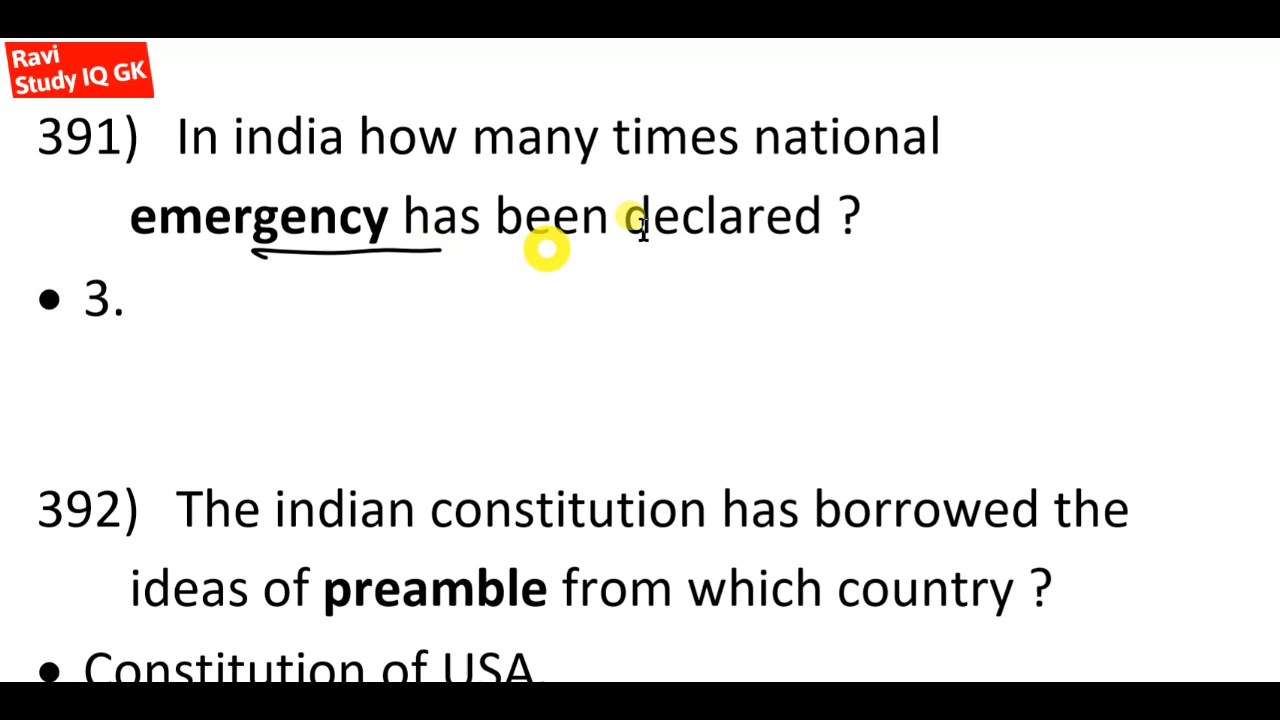 Ravi
Study IQ GK
391) In india how many times national
emergency has been declared ?
• 3.
392) The indian constitution has borrowed the
ideas of preamble from which country ?
• Constitution of USA.